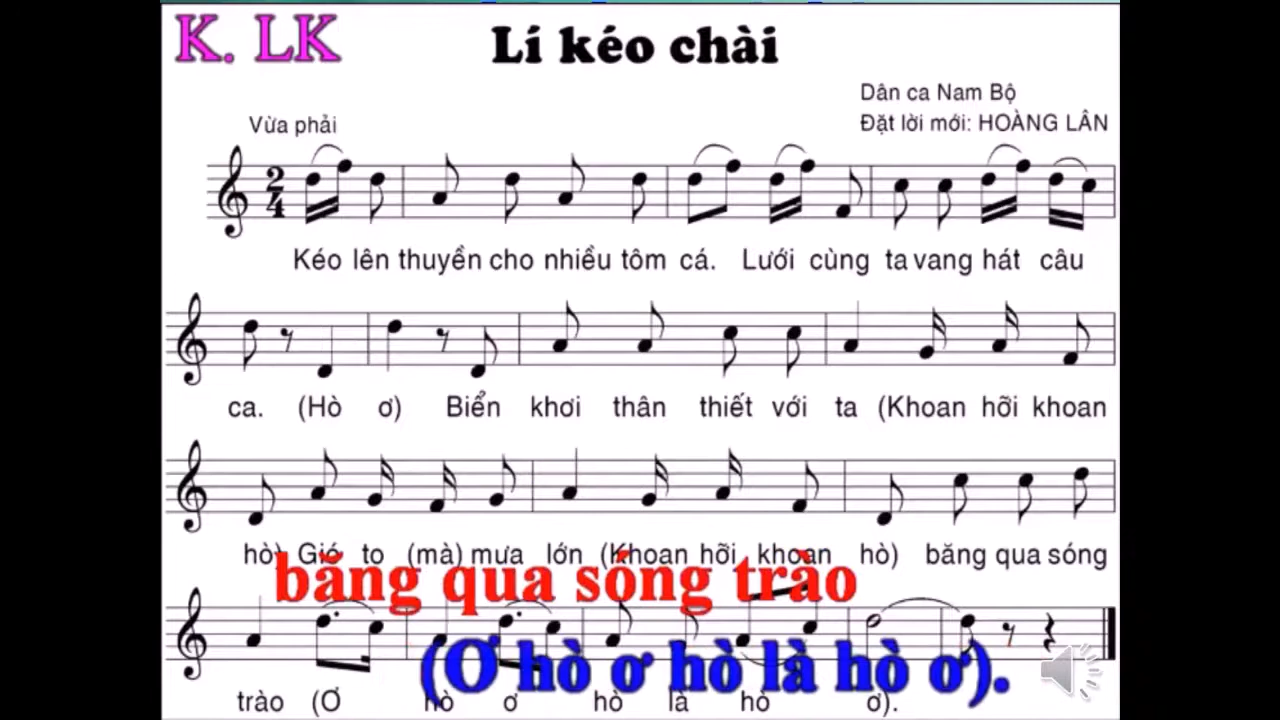 K. LK
Lí kéo chài
Dân ca Nam Bộ
Vừa phải
Đặt lời mới: HOÀNG LÂN
2
4
Kéo lên thuyền cho nhiều tôm cá. Lưới cùng ta vang hát câu
ca. (Hò ơ) Biển khơi thân thiết với ta (Khoan hỡi khoan
hò) Gió to (mà) mưa lớn (Khoan hỡi khoan hò) băng qua sóng
băng qua sóng trào
(Ơ hò ơ hò là hò ơ).
trào (Ơ hò ơ hò là hò ơ).